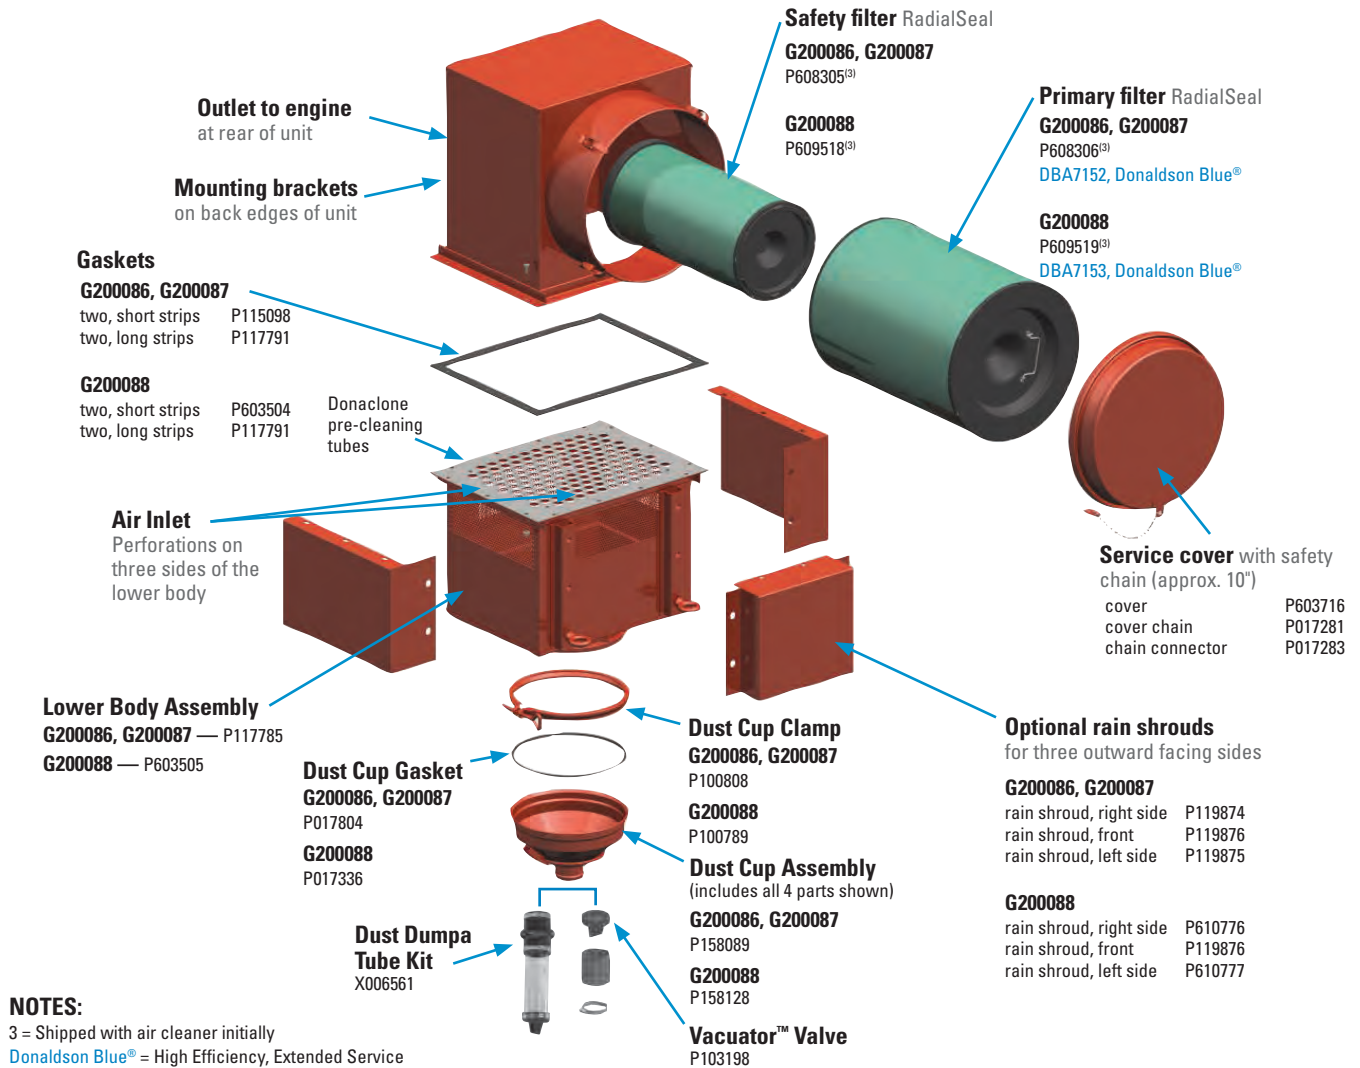 Safety filter RadialSeal
G200086, G200087
P608305(3)
G200088
P609518(3)
Primary filter RadialSeal
G200086, G200087
P608306(3)
DBA7152, Donaldson Blue®
G200088
P609519(3)
DBA7153, Donaldson Blue®
Outlet to engine
at rear of unit
Mounting brackets
on back edges of unit
Gaskets
G200086, G200087
two, short strips P115098
two, long strips P117791
G200088
two, short strips P603504
two, long strips P117791
Donaclone
pre-cleaning
tubes
Air Inlet
Perforations on
three sides of the
lower body
Service cover with safety
chain (approx. 10")
cover P603716
cover chain P017281
chain connector P017283
Lower Body Assembly
G200086, G200087 — P117785
G200088 — P603505
Dust Cup Gasket
G200086, G200087
P017804
G200088
P017336
Dust Cup Clamp
G200086, G200087
P100808
G200088
P100789
Dust Cup Assembly
(includes all 4 parts shown)
G200086, G200087
P158089
G200088
P158128
Optional rain shrouds
for three outward facing sides
G200086, G200087
rain shroud, right side P119874
rain shroud, front P119876
rain shroud, left side P119875
G200088
rain shroud, right side P610776
rain shroud, front P119876
rain shroud, left side P610777
Dust Dumpa
Tube Kit
X006561
Vacuator™ Valve
P103198
NOTES:
3 = Shipped with air cleaner initially
Donaldson Blue® = High Efficiency, Extended Service